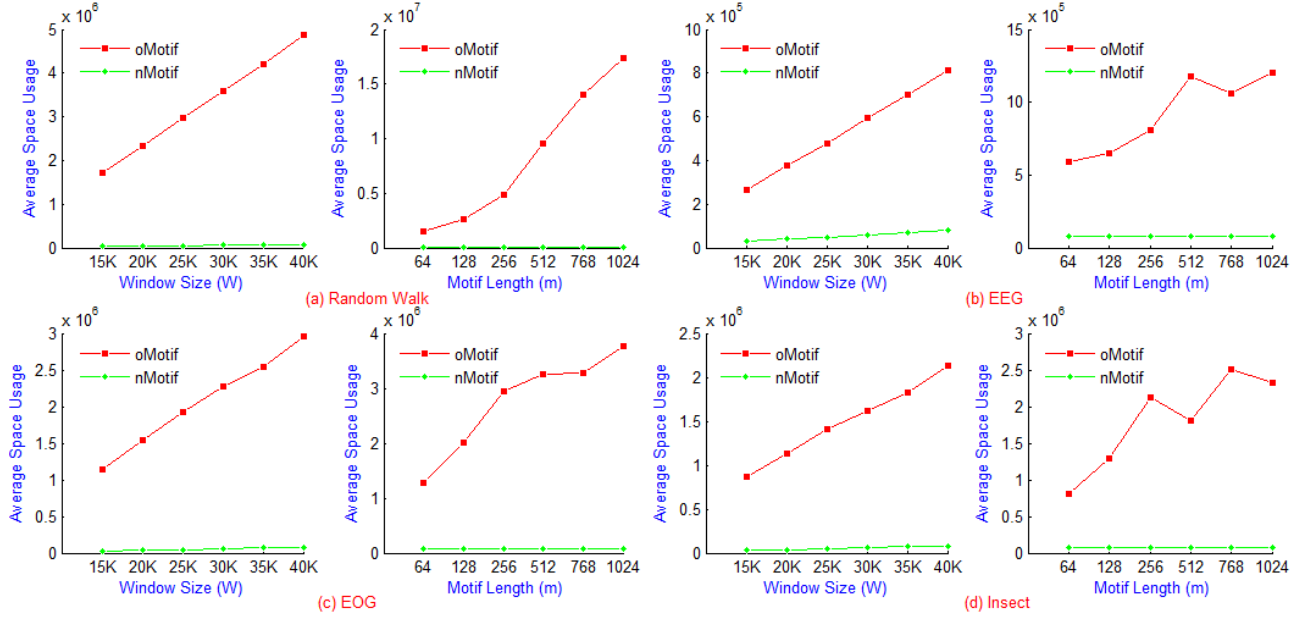 x 10^6
5
4
3
2
1
0
Average Space Usage
oMotif
nMotif
15K 20K 25K 30K 35K 40K
Window Size (W)
x 10^7
2
1.5
1
0.5
0
Average Space Usage
oMotif
nMotif
64 128 256 512 768 1024
Motif Length (m)
(a) Random Walk
x 10^5
10
8
6
4
2
0
Average Space Usage
oMotif
nMotif
15K 20K 25K 30K 35K 40K
Window Size (W)
x 10^5
15
10
5
0
Average Space Usage
oMotif
nMotif
64 128 256 512 768 1024
Motif Length (m)
(b) EEG
x 10^6
3
2.5
2
1.5
1
0.5
0
Average Space Usage
oMotif
nMotif
15K 20K 25K 30K 35K 40K
Window Size (W)
x 10^6
4
3
2
1
0
Average Space Usage
oMotif
nMotif
64 128 256 512 768 1024
Motif Length (m)
(c) EOG
x 10^6
2.5
2
1.5
1
0.5
0
Average Space Usage
oMotif
nMotif
15K 20K 25K 30K 35K 40K
Window Size (W)
x 10^6
3
2.5
2
1.5
1
0.5
0
Average Space Usage
oMotif
nMotif
64 128 256 512 768 1024
Motif Length (m)
(d) Insect